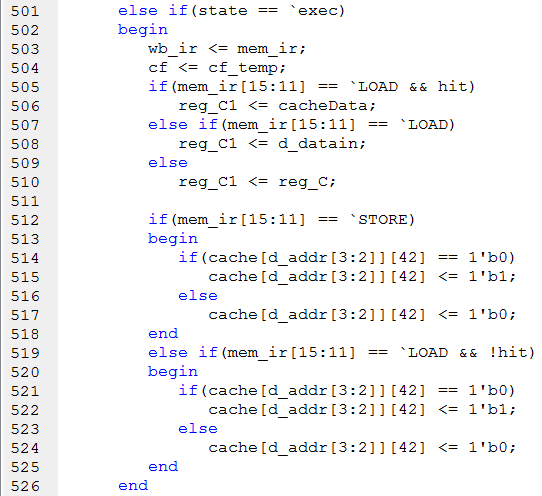 501 else if(state == `exec)
502 begin
503 wb_ir <= mem_ir;
504 cf <= cf_temp;
505 if(mem_ir[15:11] == `LOAD && hit)
506 reg_C1 <= cacheData;
507 else if(mem_ir[15:11] == `LOAD)
508 reg_C1 <= d_datain;
509 else
510 reg_C1 <= reg_C;
511
512 if(mem_ir[15:11] == `STORE)
513 begin
514 if(cache[d_addr[3:2]][42] == 1'b0)
515 cache[d_addr[3:2]][42] <= 1'b1;
516 else
517 cache[d_addr[3:2]][42] <= 1'b0;
518 end
519 else if(mem_ir[15:11] == `LOAD && !hit)
520 begin
521 if(cache[d_addr[3:2]][42] == 1'b0)
522 cache[d_addr[3:2]][42] <= 1'b1;
523 else
524 cache[d_addr[3:2]][42] <= 1'b0;
525 end
526 end